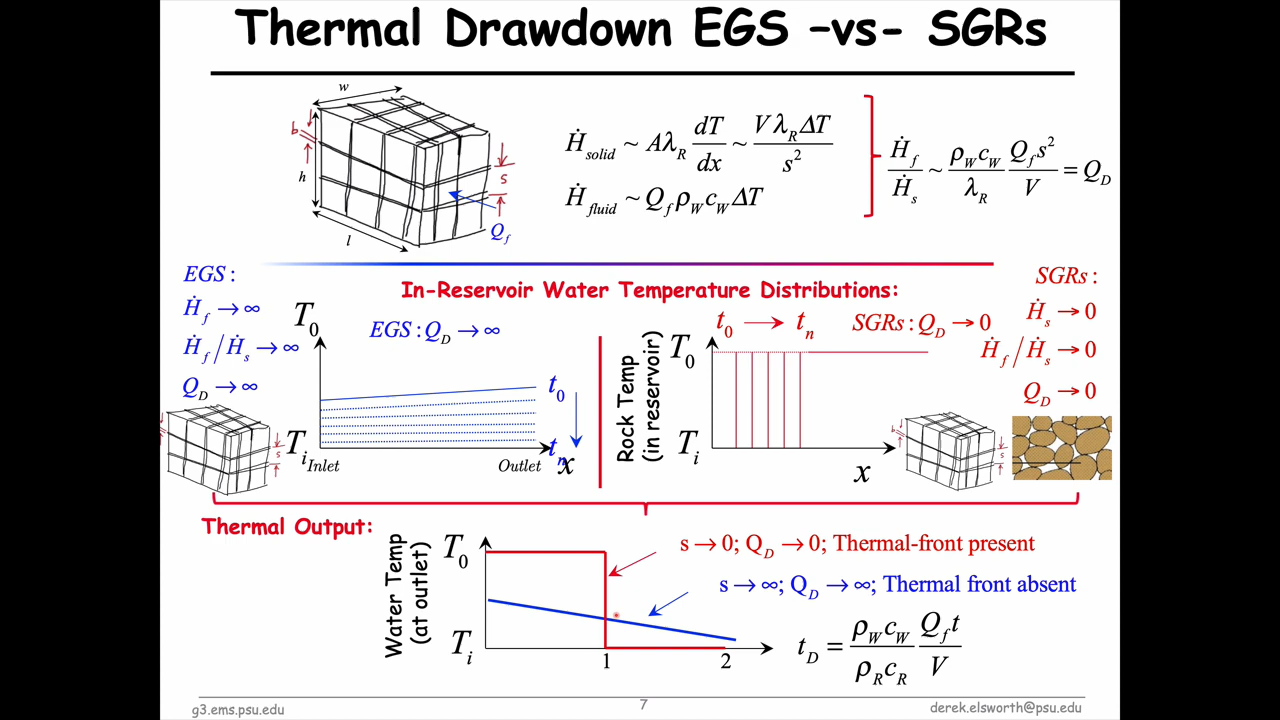 Thermal Drawdown EGS –vs- SGRs
w
b
h
s
l
Q_f
Ḣ_solid ~ Aλ_R dT/dx ~ Vλ_RΔT/s²
Ḣ_fluid ~ Q_f ρ_W c_W ΔT
Ḣ_f/Ḣ_s ~ ρ_W c_W/λ_R Q_f s²/V = Q_D
EGS:
Ḣ_f → ∞
Ḣ_f/Ḣ_s → ∞
Q_D → ∞
In-Reservoir Water Temperature Distributions:
T_0
EGS: Q_D → ∞
t_0
t_n
T_i
Inlet
Outlet
x
s
Rock Temp
(in reservoir)
t_0 → t_n
SGRs: Q_D → 0
T_0
T_i
x
SGRs:
Ḣ_s → 0
Ḣ_f/Ḣ_s → 0
Q_D → 0
s
Thermal Output:
Water Temp
(at outlet)
T_0
T_i
1
2
s → 0; Q_D → 0; Thermal-front present
s → ∞; Q_D → ∞; Thermal front absent
t_D = ρ_W c_W/ρ_R c_R Q_f t/V
g3.ems.psu.edu
7
derek.elsworth@psu.edu